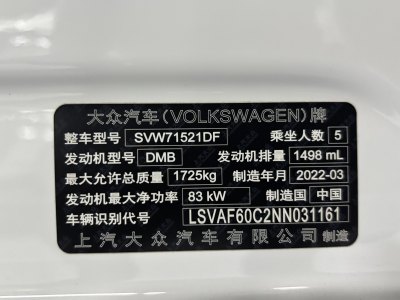 大众汽车(VOLKSWAGEN)牌
整车型号 SVW71521DF 乘坐人数 5
发动机型号 DMB 发动机排量 1498 mL
最大允许总质量 1725kg 制造年月 2022-03
发动机最大净功率 83 kW 制造国 中国
车辆识别代号 LSVAF60C2NN031161
上汽大众汽车有限公司 制造